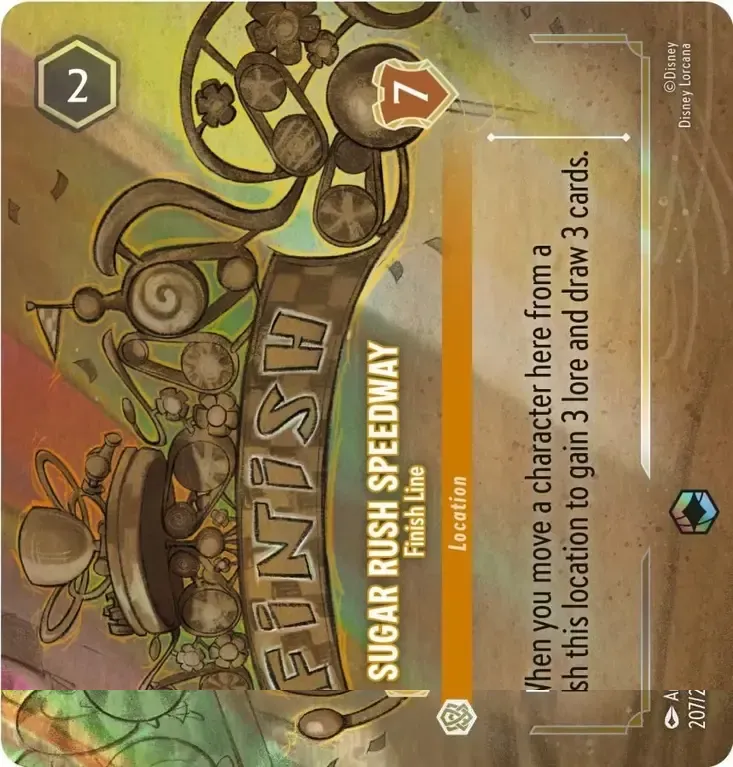 2
7
FINISH
SUGAR RUSH SPEEDWAY
Finish Line
Location
When you move a character here from a
sh this location to gain 3 lore and draw 3 cards.
©Disney
Disney Lorcana
207/2